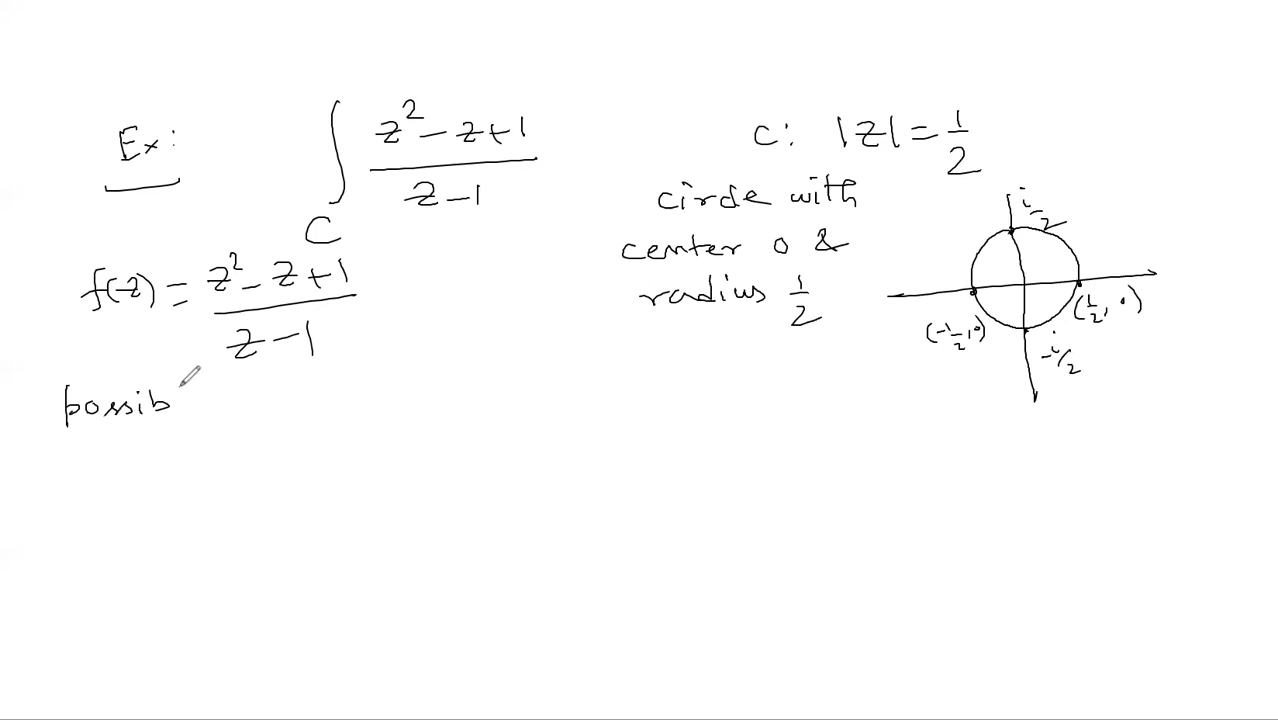 Ex: ∫_C (z² - z + 1)/(z - 1)
C: |z| = 1/2
circle with
center 0 &
radius 1/2
f(z) = (z² - z + 1)/(z - 1)
possib
i/2
(-1/2, 0)
(1/2, 0)
-i/2